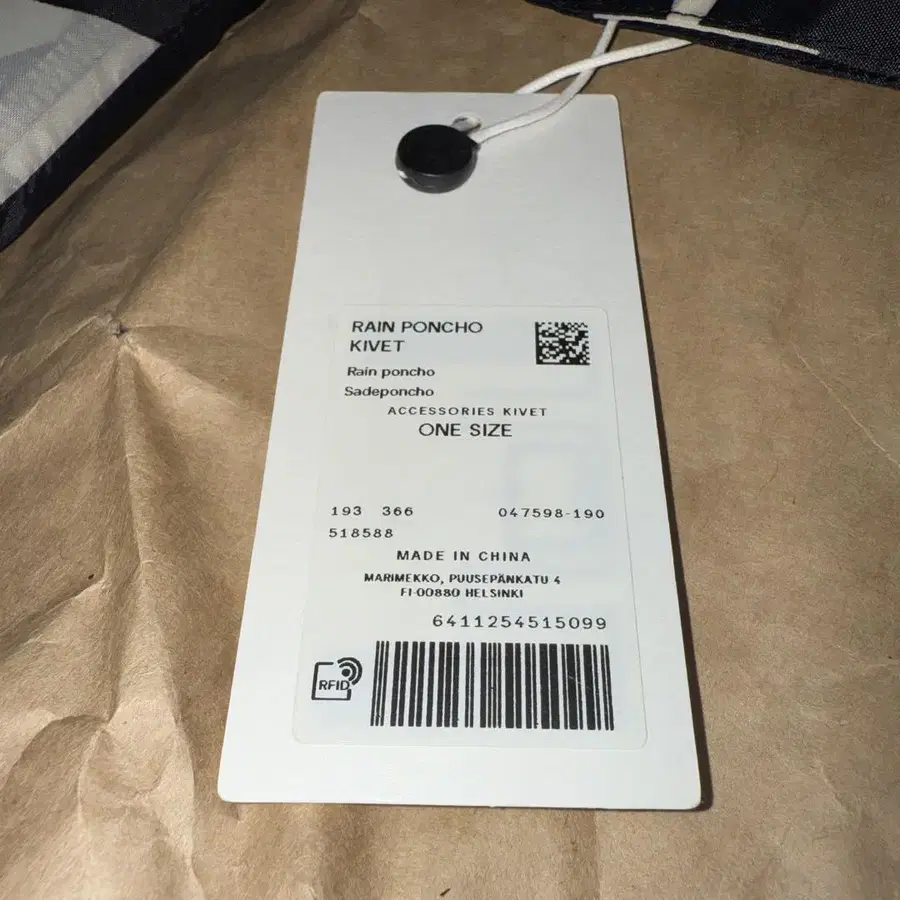 RAIN PONCHO
KIVET
Rain poncho
Sadeponcho
ACCESSORIES KIVET
ONE SIZE
193 366 047598-190
518588
MADE IN CHINA
MARIMEKKO, PUUSEPÄNKATU 4
FI-00880 HELSINKI
6411254515099
RFID